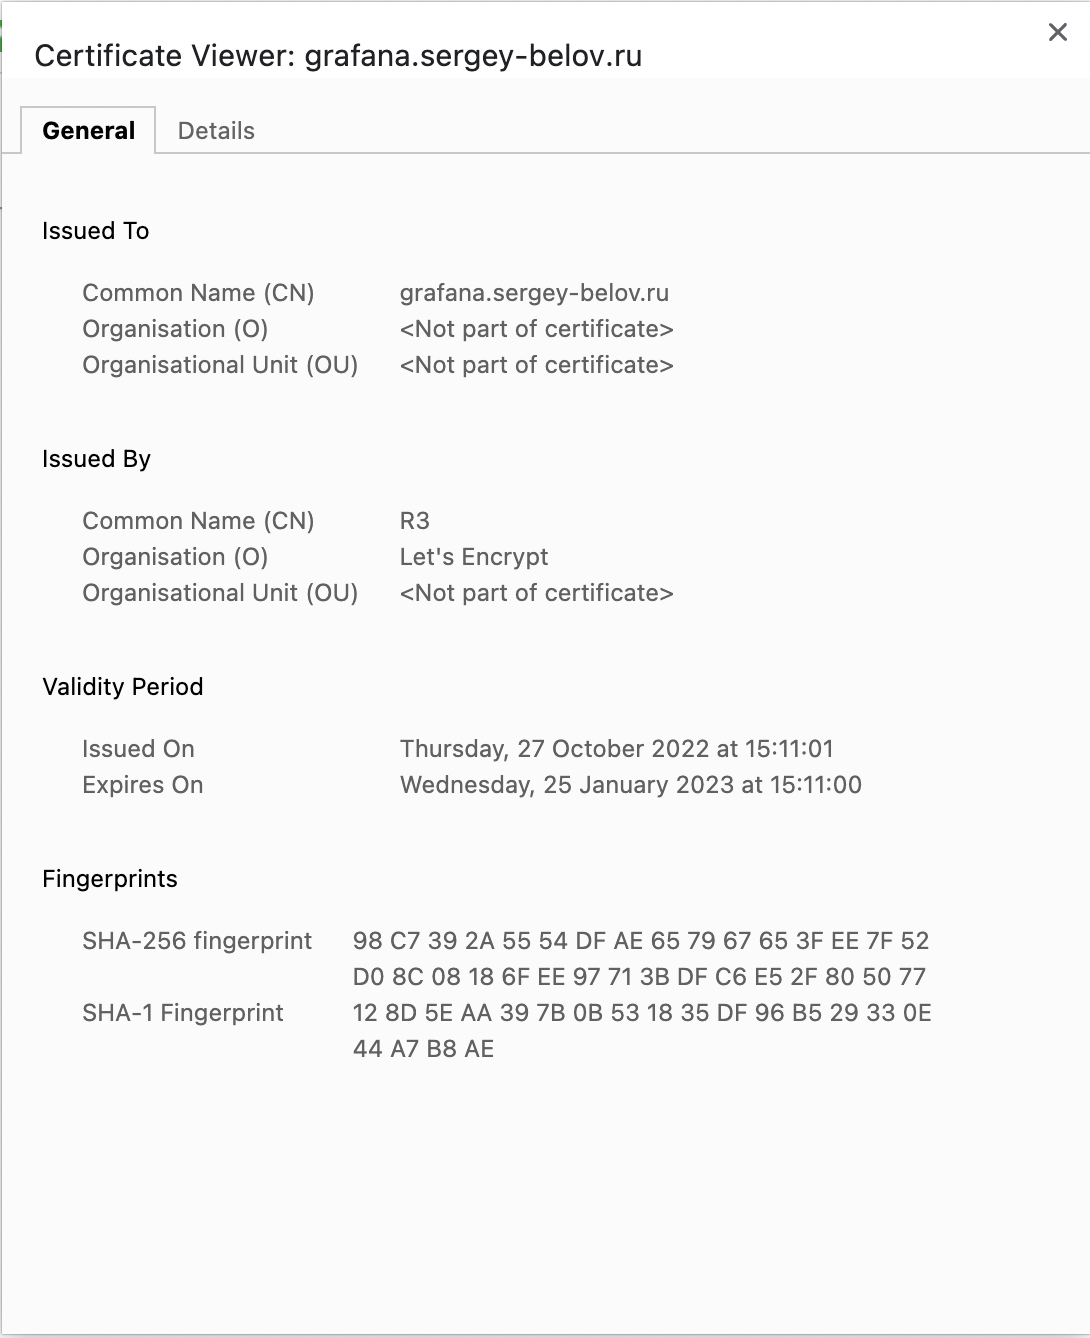 Certificate Viewer: grafana.sergey-belov.ru
General Details
Issued To
Common Name (CN) grafana.sergey-belov.ru
Organisation (O) <Not part of certificate>
Organisational Unit (OU) <Not part of certificate>
Issued By
Common Name (CN) R3
Organisation (O) Let's Encrypt
Organisational Unit (OU) <Not part of certificate>
Validity Period
Issued On Thursday, 27 October 2022 at 15:11:01
Expires On Wednesday, 25 January 2023 at 15:11:00
Fingerprints
SHA-256 fingerprint 98 C7 39 2A 55 54 DF AE 65 79 67 65 3F EE 7F 52
D0 8C 08 18 6F EE 97 71 3B DF C6 E5 2F 80 50 77
SHA-1 Fingerprint 12 8D 5E AA 39 7B 0B 53 18 35 DF 96 B5 29 33 0E
44 A7 B8 AE